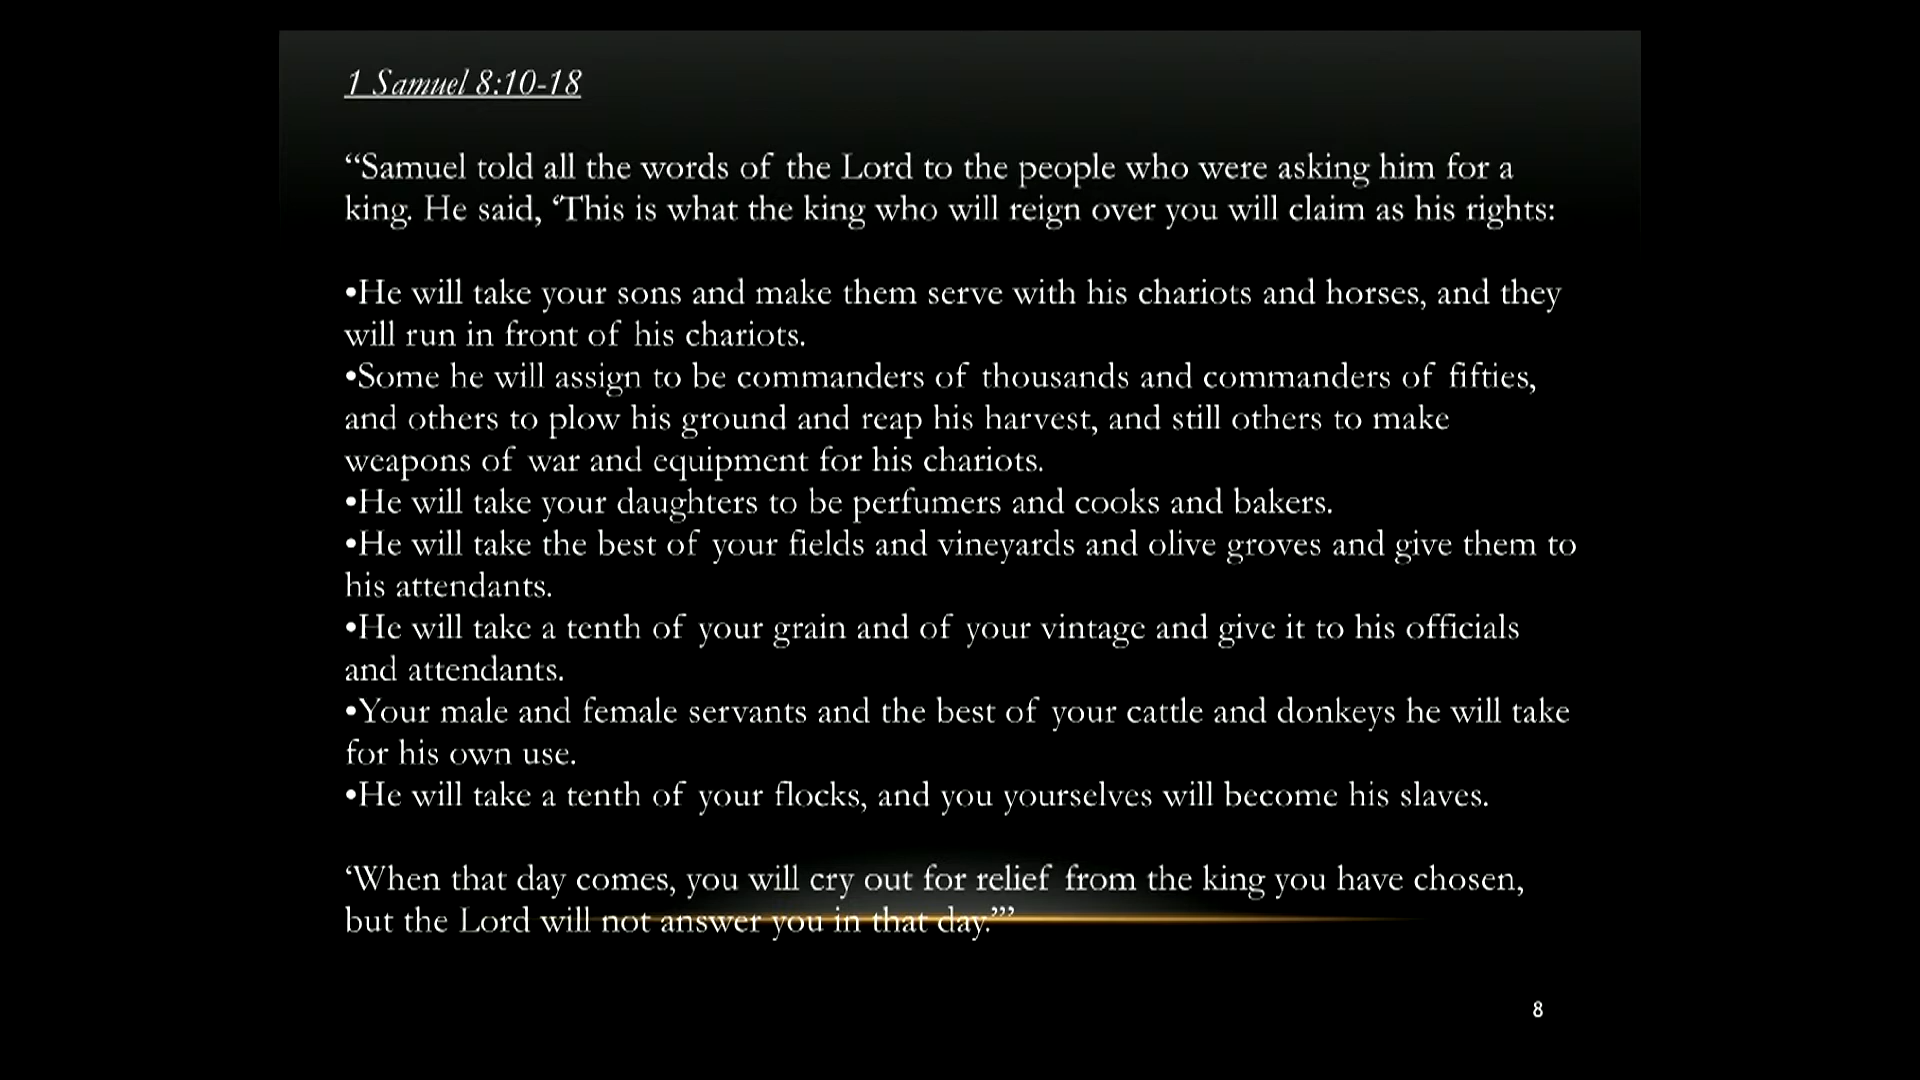 1 Samuel 8:10-18
“Samuel told all the words of the Lord to the people who were asking him for a
king. He said, ‘This is what the king who will reign over you will claim as his rights:
•He will take your sons and make them serve with his chariots and horses, and they
will run in front of his chariots.
•Some he will assign to be commanders of thousands and commanders of fifties,
and others to plow his ground and reap his harvest, and still others to make
weapons of war and equipment for his chariots.
•He will take your daughters to be perfumers and cooks and bakers.
•He will take the best of your fields and vineyards and olive groves and give them to
his attendants.
•He will take a tenth of your grain and of your vintage and give it to his officials
and attendants.
•Your male and female servants and the best of your cattle and donkeys he will take
for his own use.
•He will take a tenth of your flocks, and you yourselves will become his slaves.
‘When that day comes, you will cry out for relief from the king you have chosen,
but the Lord will not answer you in that day.’”
8